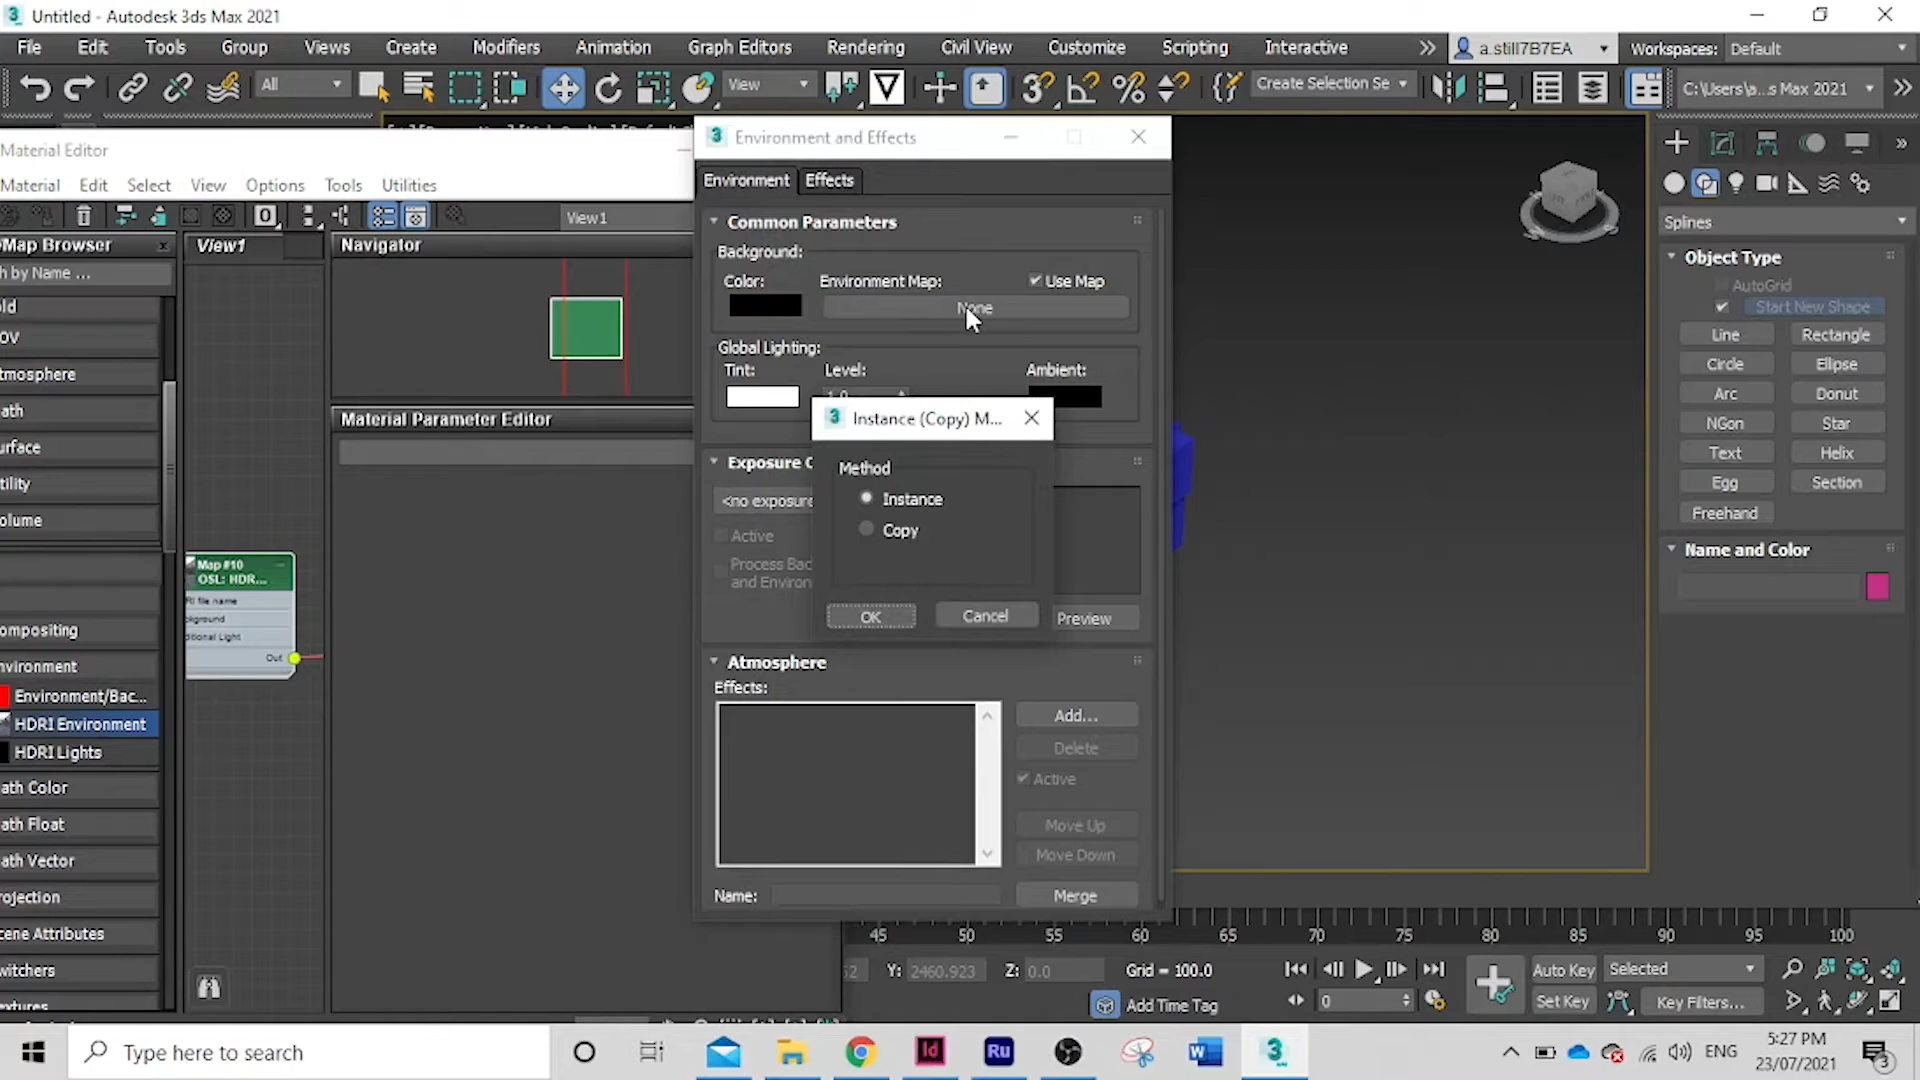 Untitled - Autodesk 3ds Max 2021
File Edit Tools Group Views Create Modifiers Animation Graph Editors Rendering Civil View Customize Scripting Interactive
a.still7B7EA
Workspaces: Default
All
View
Create Selection Se
C:\Users\a...s Max 2021
Material Editor
Material Edit Select View Options Tools Utilities
View1
Map Browser
h by Name ...
View1
Navigator
Material Parameter Editor
old
OV
tmosphere
ath
urface
tility
olume
ompositing
nvironment
Environment/Bac...
HDRI Environment
HDRI Lights
ath Color
ath Float
ath Vector
rojection
cene Attributes
witchers
extures
Map #10
OSL: HDR...
RI file name
kground
ditional Light
Out
Environment and Effects
Environment Effects
Common Parameters
Background:
Color: Environment Map: Use Map
None
Global Lighting:
Tint: Level: Ambient:
1.0
Exposure C
<no exposure
Active
Process Bac
and Environ
Preview
Instance (Copy) M...
Method
Instance
Copy
OK Cancel
Atmosphere
Effects:
Add...
Delete
Active
Move Up
Move Down
Name:
Merge
Splines
Object Type
AutoGrid
Start New Shape
Line Rectangle
Circle Ellipse
Arc Donut
NGon Star
Text Helix
Egg Section
Freehand
Name and Color
45 50 55 60 65 70 75 80 85 90 95 100
52 Y: 2460.923 Z: 0.0 Grid = 100.0
Add Time Tag
0
Auto Key Selected
Set Key Key Filters...
Type here to search
ENG
5:27 PM
23/07/2021
3